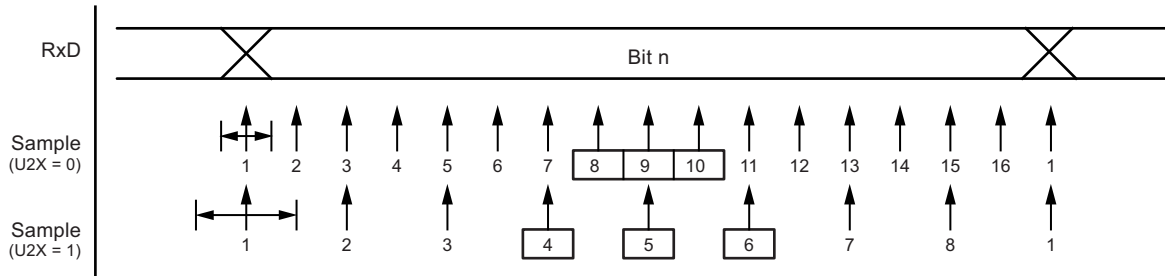 RxD
Bit n
Sample
(U2X = 0)
1 2 3 4 5 6 7 8 9 10 11 12 13 14 15 16 1
Sample
(U2X = 1)
1 2 3 4 5 6 7 8 1